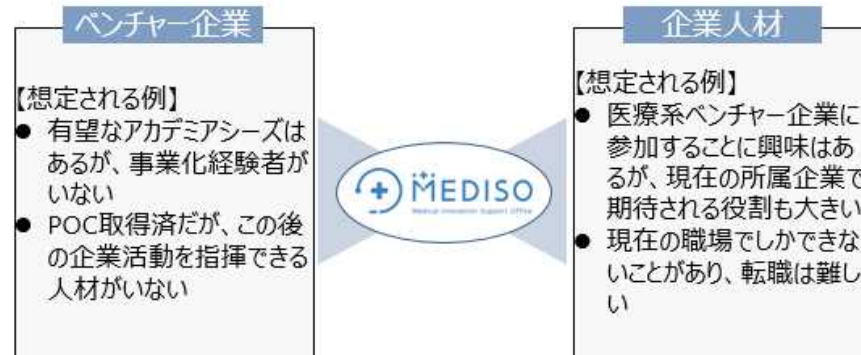 ベンチャー企業
【想定される例】
● 有望なアカデミアシーズは
あるが、事業化経験者が
いない
● POC取得済だが、この後
の企業活動を指揮できる
人材がいない
MEDISO
Medical Innovation Support Office
企業人材
【想定される例】
● 医療系ベンチャー企業に
参加することに興味はあ
るが、現在の所属企業で
期待される役割も大きい
● 現在の職場でしかできな
いことがあり、転職は難し
い